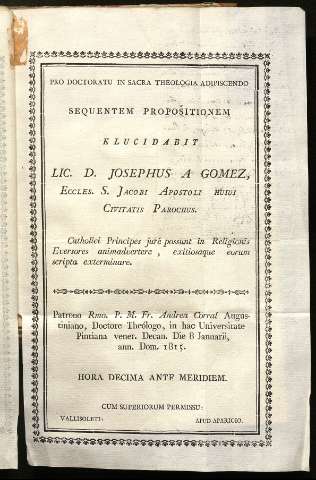 PRO DOCTORATU IN SACRA THEOLOGIA ADIPISCENDO
SEQUENTEM PROPOSITIONEM
ELUCIDABIT
LIC. D. JOSEPHUS A GOMEZ,
ECCLES. S. JACOBI APOSTOLI HUJUS
CIVITATIS PAROCHUS.
Catholici Principes jure possunt in Religionis
Eversores animadvertere, exitiosaque eorum
scripta exterminare.
Patrono Rmo. P. M. Fr. Andrea Corral Augus-
tiniano, Doctore Theólogo, in hac Universitate
Pintiana vener. Decan. Die 8 Januarii,
ann. Dom. 1815.
HORA DECIMA ANTE MERIDIEM.
CUM SUPERIORUM PERMISSU:
VALLISOLETI: APUD APARICIO.